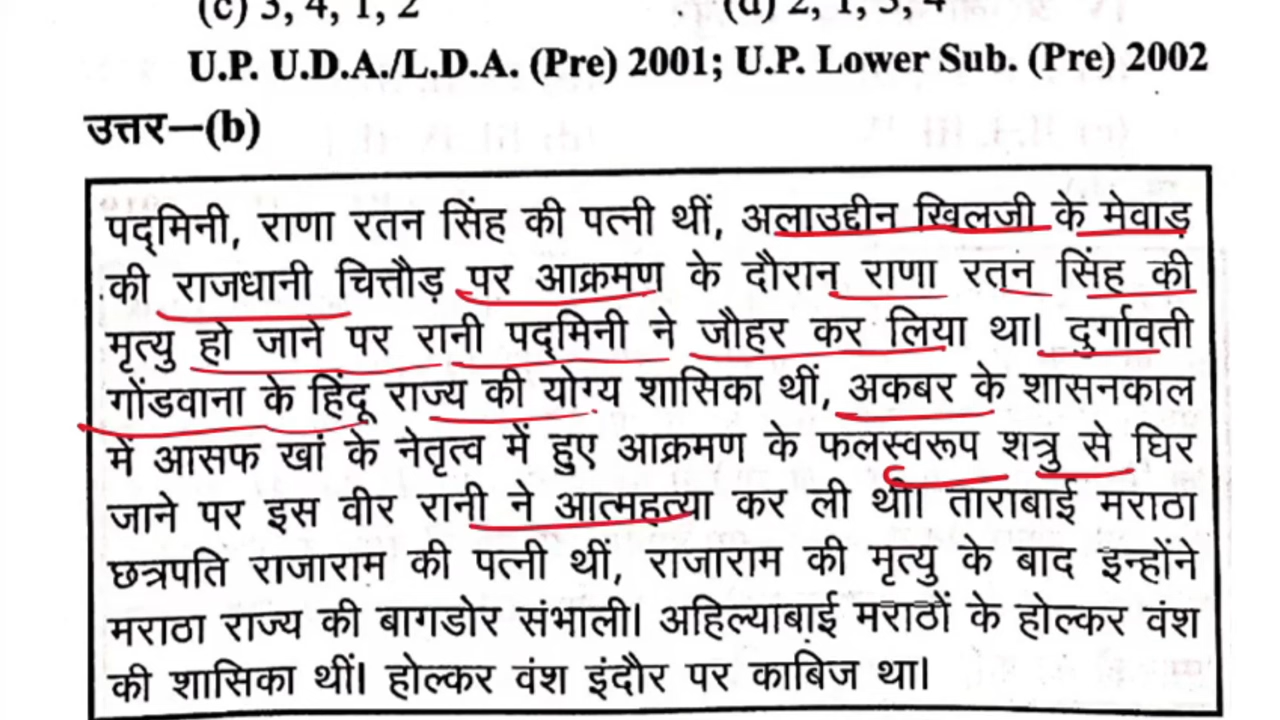 (c) 3, 4, 1, 2 (d) 2, 1, 3, 4
U.P. U.D.A./L.D.A. (Pre) 2001; U.P. Lower Sub. (Pre) 2002
उत्तर—(b)
पद्मिनी, राणा रतन सिंह की पत्नी थीं, अलाउद्दीन खिलजी के मेवाड़
की राजधानी चित्तौड़ पर आक्रमण के दौरान राणा रतन सिंह की
मृत्यु हो जाने पर रानी पद्मिनी ने जौहर कर लिया था। दुर्गावती
गोंडवाना के हिंदू राज्य की योग्य शासिका थीं, अकबर के शासनकाल
में आसफ खां के नेतृत्व में हुए आक्रमण के फलस्वरूप शत्रु से घिर
जाने पर इस वीर रानी ने आत्महत्या कर ली थी। ताराबाई मराठा
छत्रपति राजाराम की पत्नी थीं, राजाराम की मृत्यु के बाद इन्होंने
मराठा राज्य की बागडोर संभाली। अहिल्याबाई मराठों के होल्कर वंश
की शासिका थीं। होल्कर वंश इंदौर पर काबिज था।